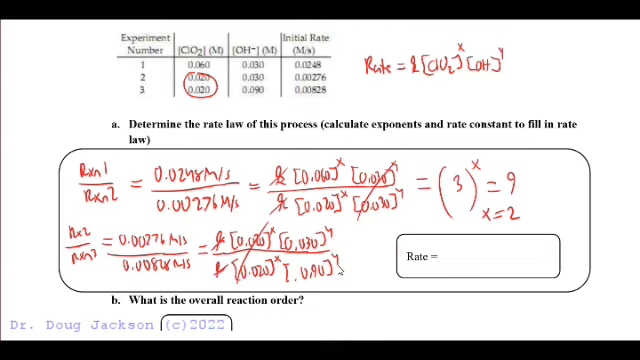 Experiment Number [ClO₂] (M) [OH⁻] (M) Initial Rate (M/s)
1 0.060 0.030 0.0248
2 0.020 0.030 0.00276
3 0.020 0.090 0.00828
Rate = k[ClO₂]ˣ[OH]ʸ
a. Determine the rate law of this process (calculate exponents and rate constant to fill in rate
law)
Rxn1/Rxn2 = 0.0248 M/s / 0.00276 M/s = k[0.060]ˣ[0.030]ʸ / k[0.020]ˣ[0.030]ʸ = (3)ˣ = 9
x = 2
Rx2/Rxn3 = 0.00276 M/s / 0.00828 M/s = k[0.020]ˣ[0.030]ʸ / k[0.020]ˣ[.090]ʸ
Rate =
b. What is the overall reaction order?
Dr. Doug Jackson (c)2022